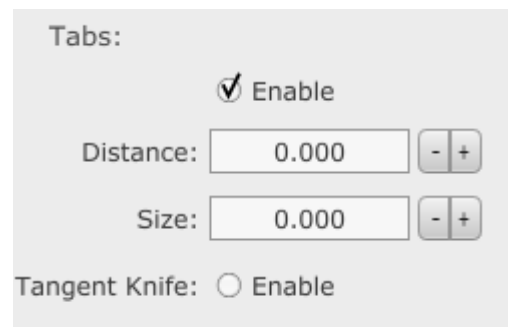 Tabs:
Enable
Distance: 0.000 - +
Size: 0.000 - +
Tangent Knife: Enable